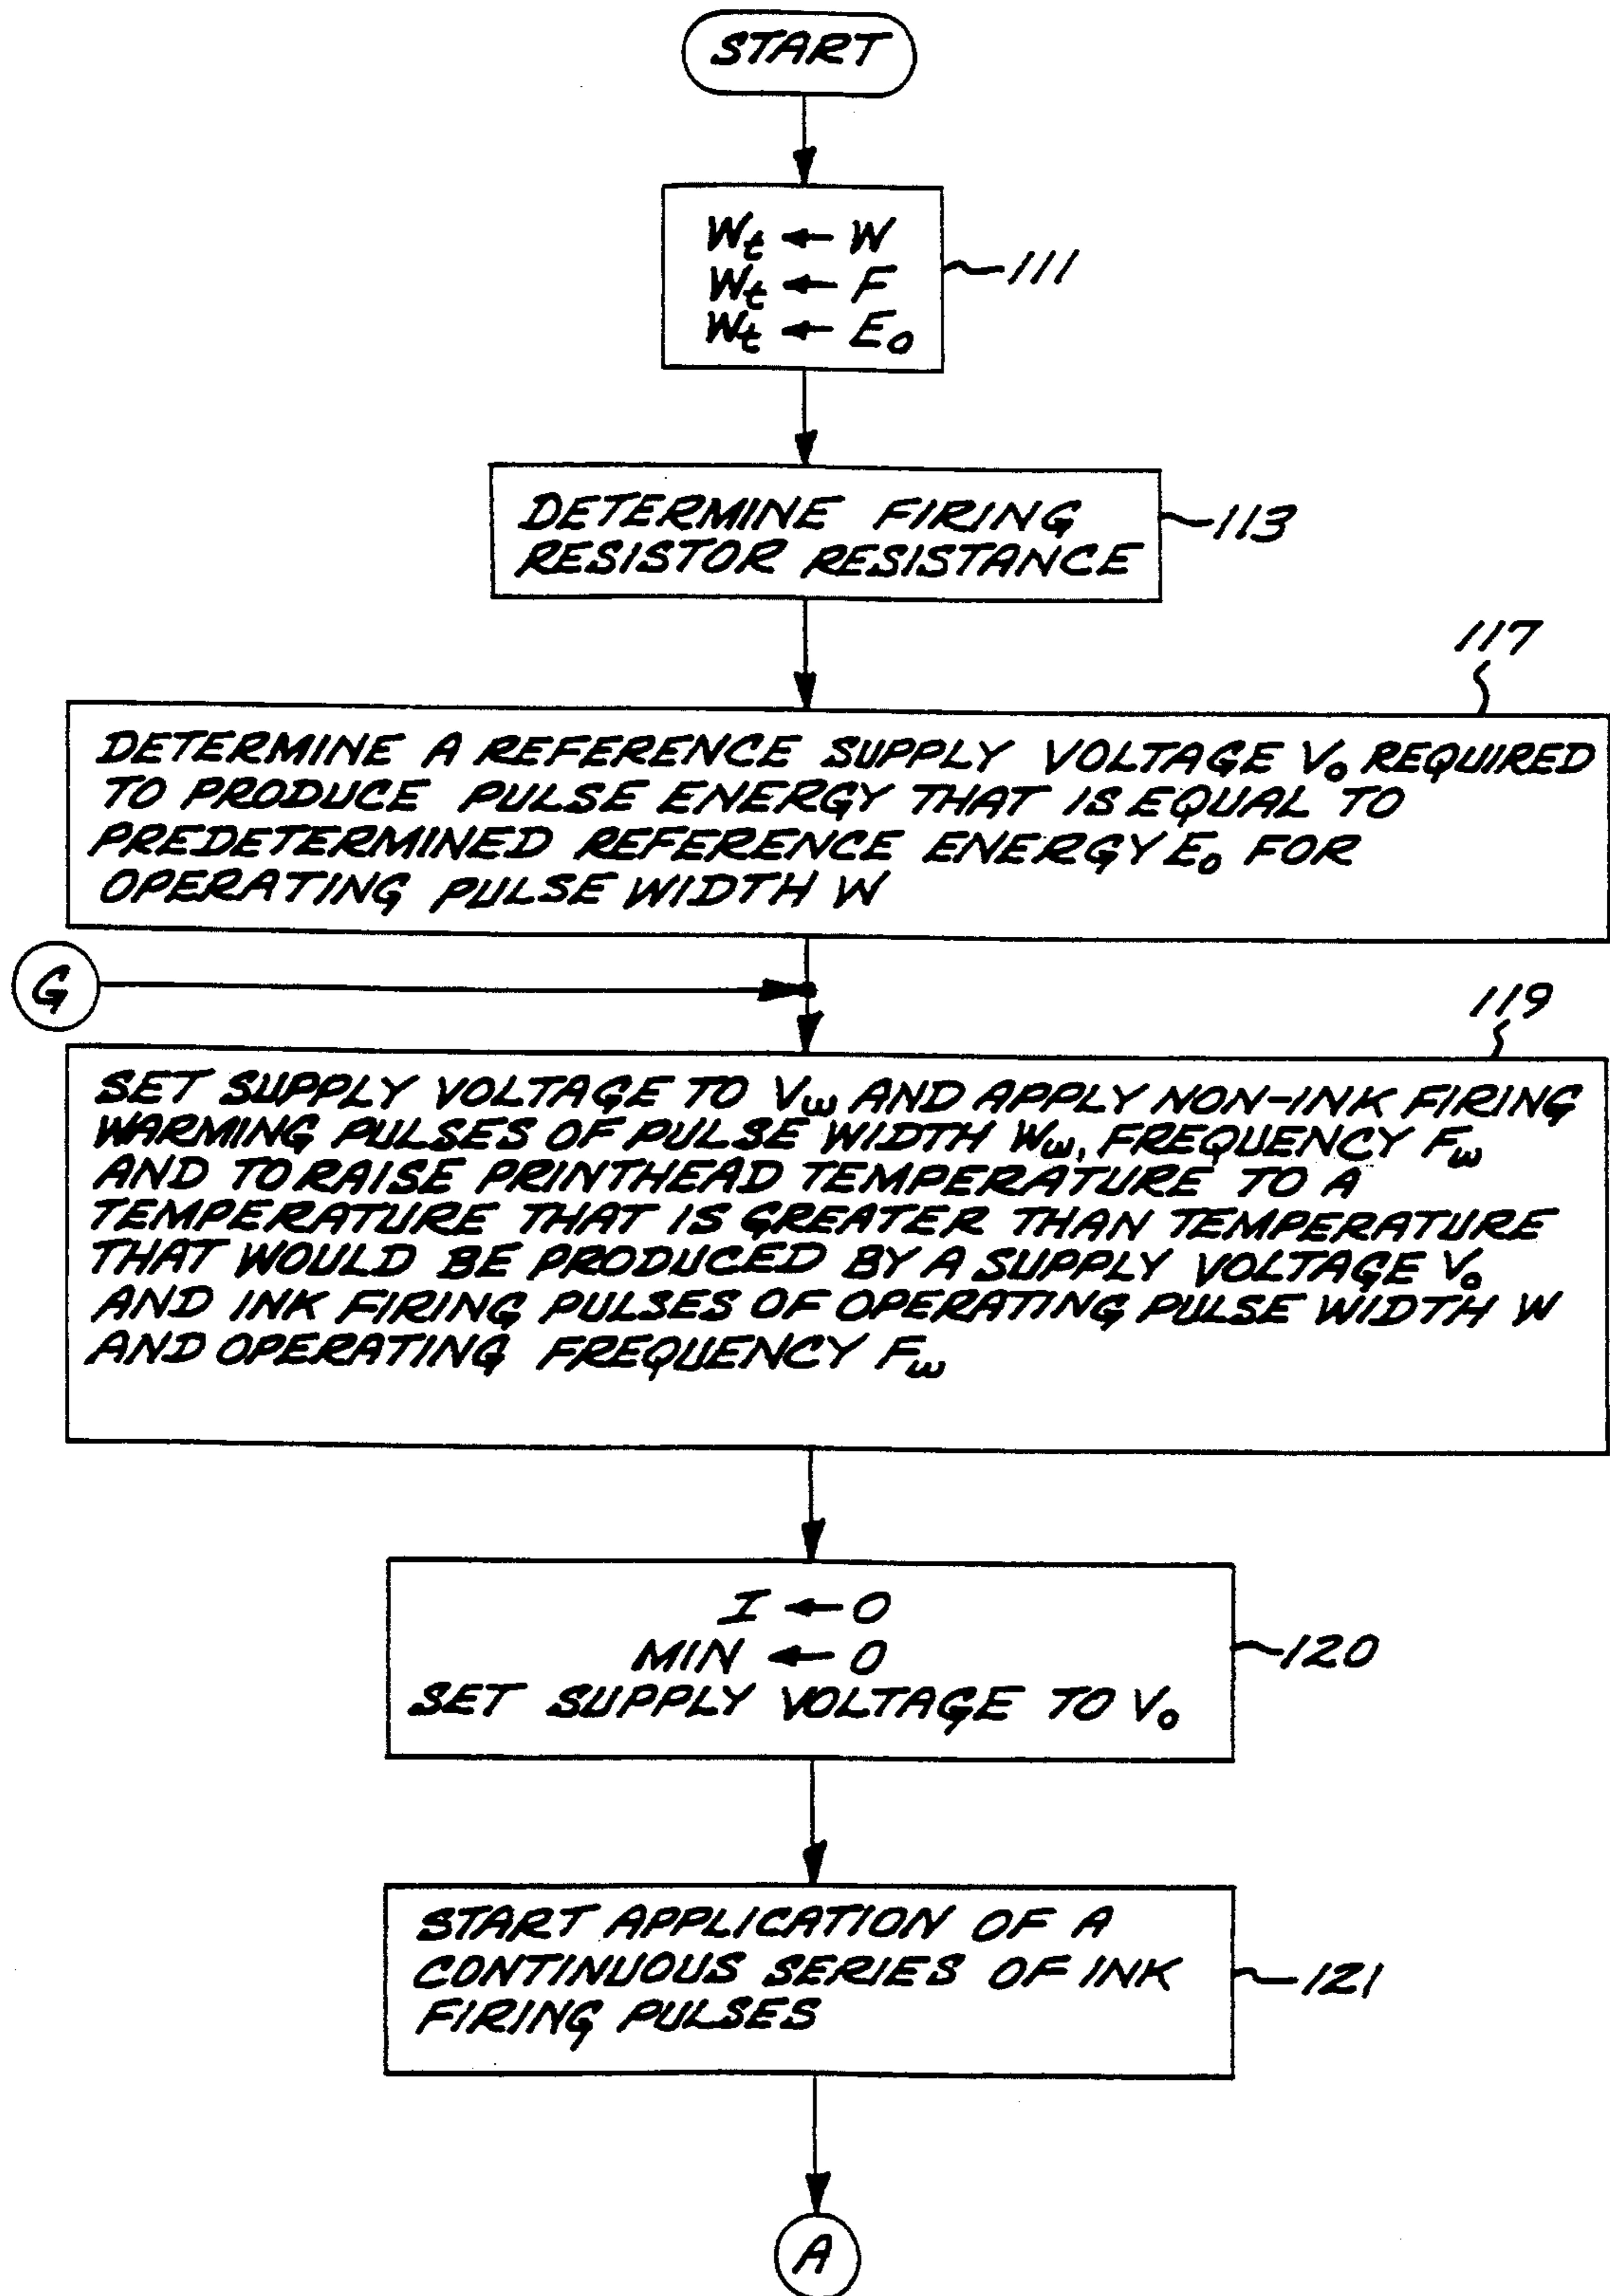 START
Wₜ ← W
Wₜ ← F
Wₜ ← E₀
111
DETERMINE FIRING
RESISTOR RESISTANCE
113
117
DETERMINE A REFERENCE SUPPLY VOLTAGE V₀ REQUIRED
TO PRODUCE PULSE ENERGY THAT IS EQUAL TO
PREDETERMINED REFERENCE ENERGY E₀ FOR
OPERATING PULSE WIDTH W
G
119
SET SUPPLY VOLTAGE TO Vω AND APPLY NON-INK FIRING
WARMING PULSES OF PULSE WIDTH Wω, FREQUENCY Fω
AND TO RAISE PRINTHEAD TEMPERATURE TO A
TEMPERATURE THAT IS GREATER THAN TEMPERATURE
THAT WOULD BE PRODUCED BY A SUPPLY VOLTAGE V₀
AND INK FIRING PULSES OF OPERATING PULSE WIDTH W
AND OPERATING FREQUENCY Fω
I ← 0
MIN ← 0
SET SUPPLY VOLTAGE TO V₀
120
START APPLICATION OF A
CONTINUOUS SERIES OF INK
FIRING PULSES
121
A